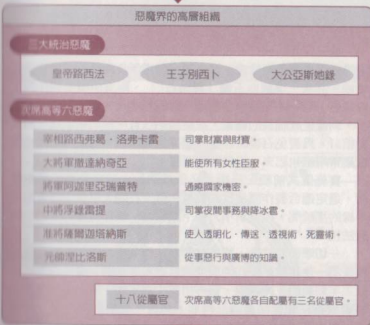 惡魔界的高層組織
三大統治惡魔
皇帝路西法
王子別西卜
大公亞斯她錄
次席高等六惡魔
宰相路西弗葛．洛弗卡雷 司掌財富與財寶。
大將軍撒達納奇亞 能使所有女性臣服。
將軍阿迦里亞瑞普特 通曉國家機密。
中將浮錄雷提 司掌夜間事務與降冰雹。
准將薩爾迦塔納斯 使人透明化、傳送、透視術、死靈術。
元帥涅比洛斯 從事惡行與廣博的知識。
十八從屬官 次席高等六惡魔各自配屬有三名從屬官。